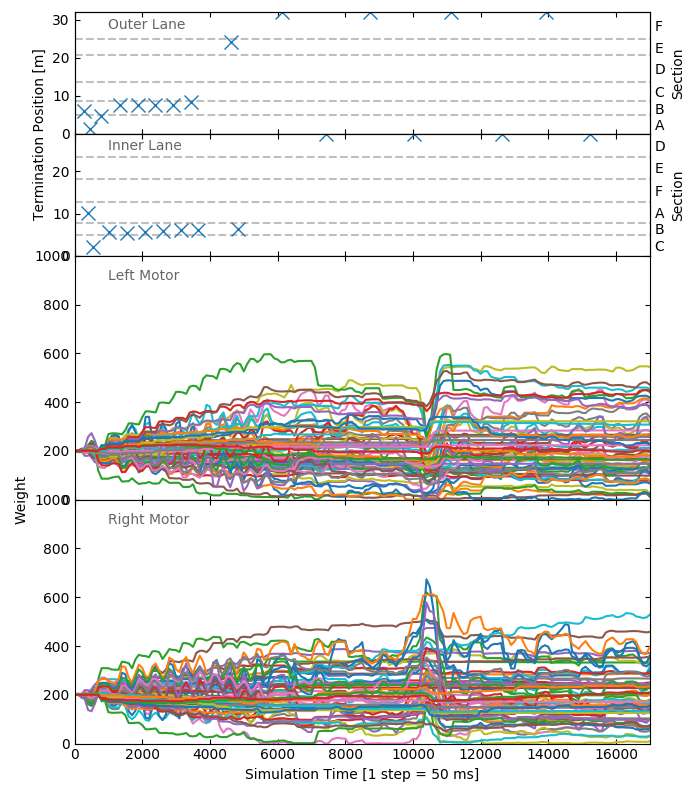 Outer Lane
30
20
10
0
F
E
D
C
B
A
Section
Termination Position [m]
Inner Lane
20
10
0
D
E
F
A
B
C
Section
Left Motor
1000
800
600
400
200
0
Weight
Right Motor
1000
800
600
400
200
0
0 2000 4000 6000 8000 10000 12000 14000 16000
Simulation Time [1 step = 50 ms]